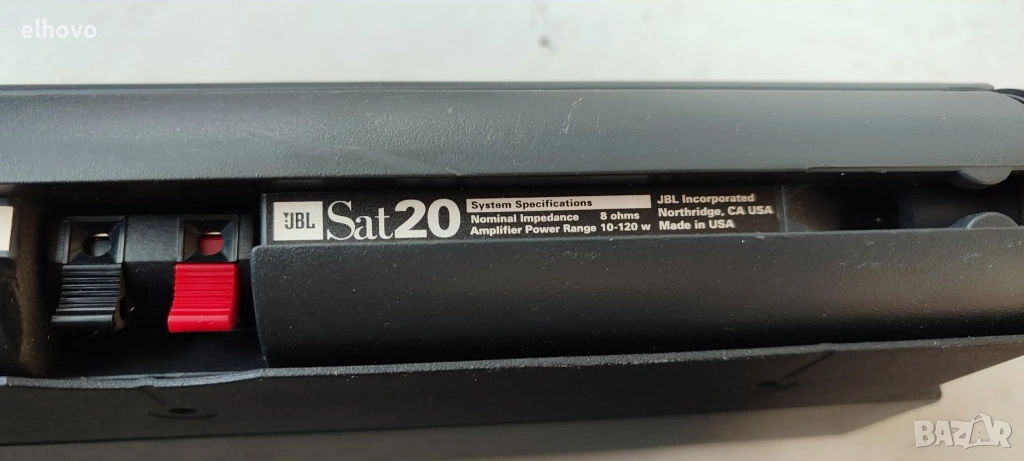 elhovo
JBL Sat20
System Specifications
Nominal Impedance 8 ohms
Amplifier Power Range 10-120 w
JBL Incorporated
Northridge, CA USA
Made in USA
BAZAR